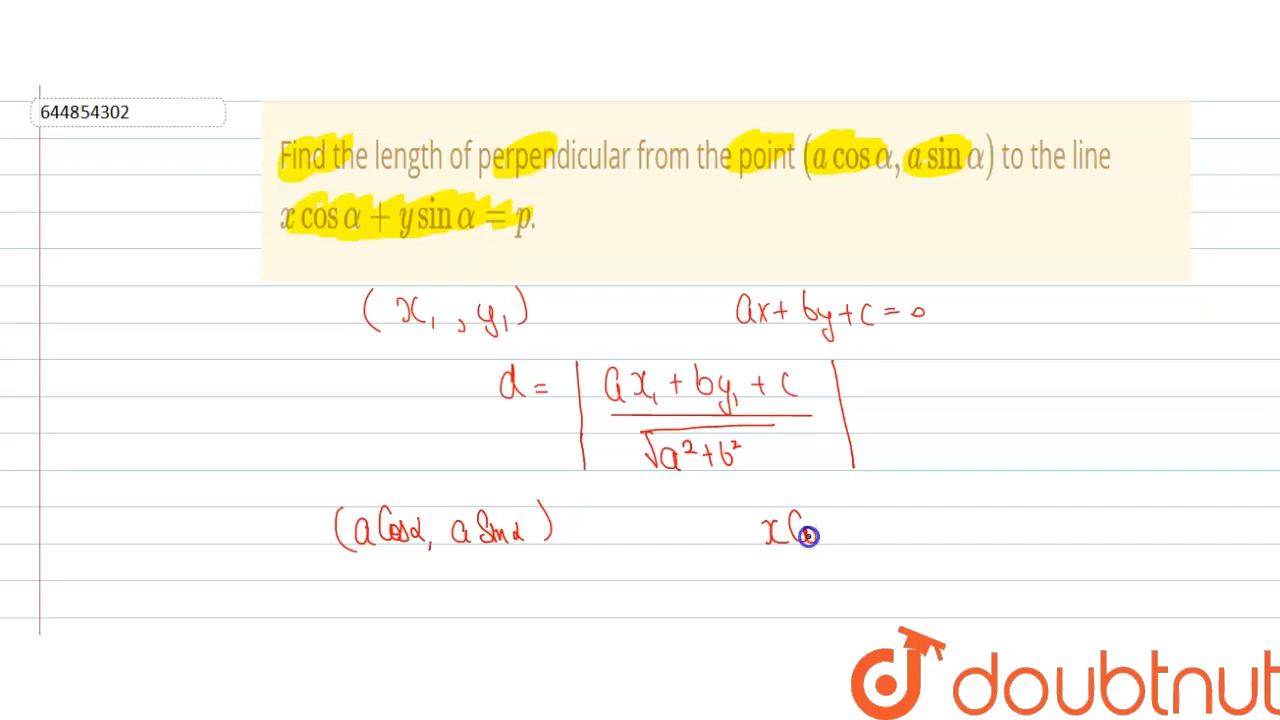 644854302
Find the length of perpendicular from the point (a cos α, a sin α) to the line
x cos α + y sin α = p.
(x₁, y₁) ax + by + c = 0
d = | (ax₁ + by₁ + c) / √(a² + b²) |
(a Cosα, a Sinα) x Co
doubtnut